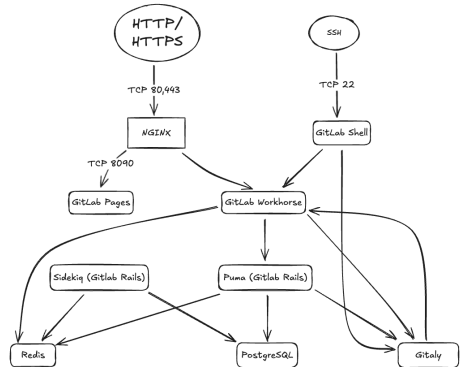 HTTP/
HTTPS
SSH
TCP 80,443
TCP 22
NGINX
GitLab Shell
TCP 8090
GitLab Pages
GitLab Workhorse
Sidekiq (Gitlab Rails)
Puma (Gitlab Rails)
Redis
PostgreSQL
Gitaly